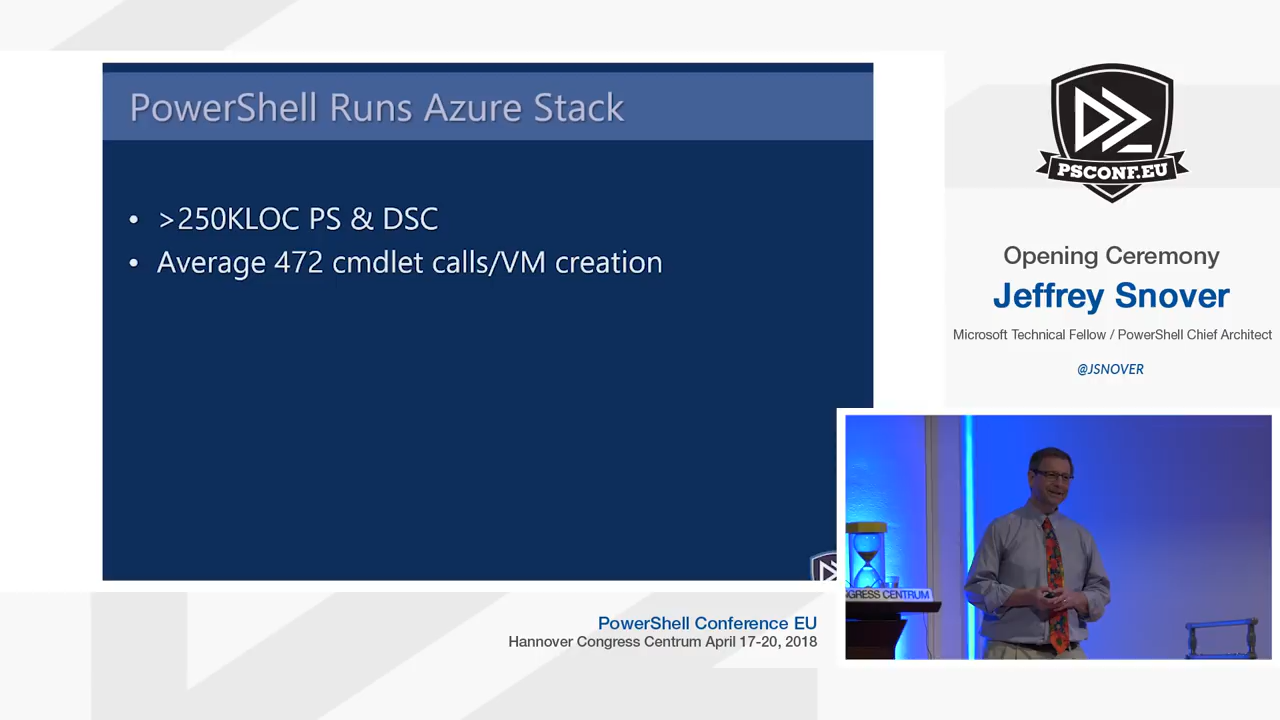 PowerShell Runs Azure Stack
• >250KLOC PS & DSC
• Average 472 cmdlet calls/VM creation
PSCONF.EU
Opening Ceremony
Jeffrey Snover
Microsoft Technical Fellow / PowerShell Chief Architect
@JSNOVER
CENTRUM
PowerShell Conference EU
Hannover Congress Centrum April 17-20, 2018